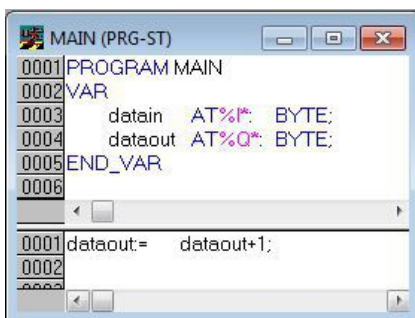 MAIN (PRG-ST)
0001 PROGRAM MAIN
0002 VAR
0003 datain AT%I*: BYTE;
0004 dataout AT%Q*: BYTE;
0005 END_VAR
0006
0001 dataout:= dataout+1;
0002